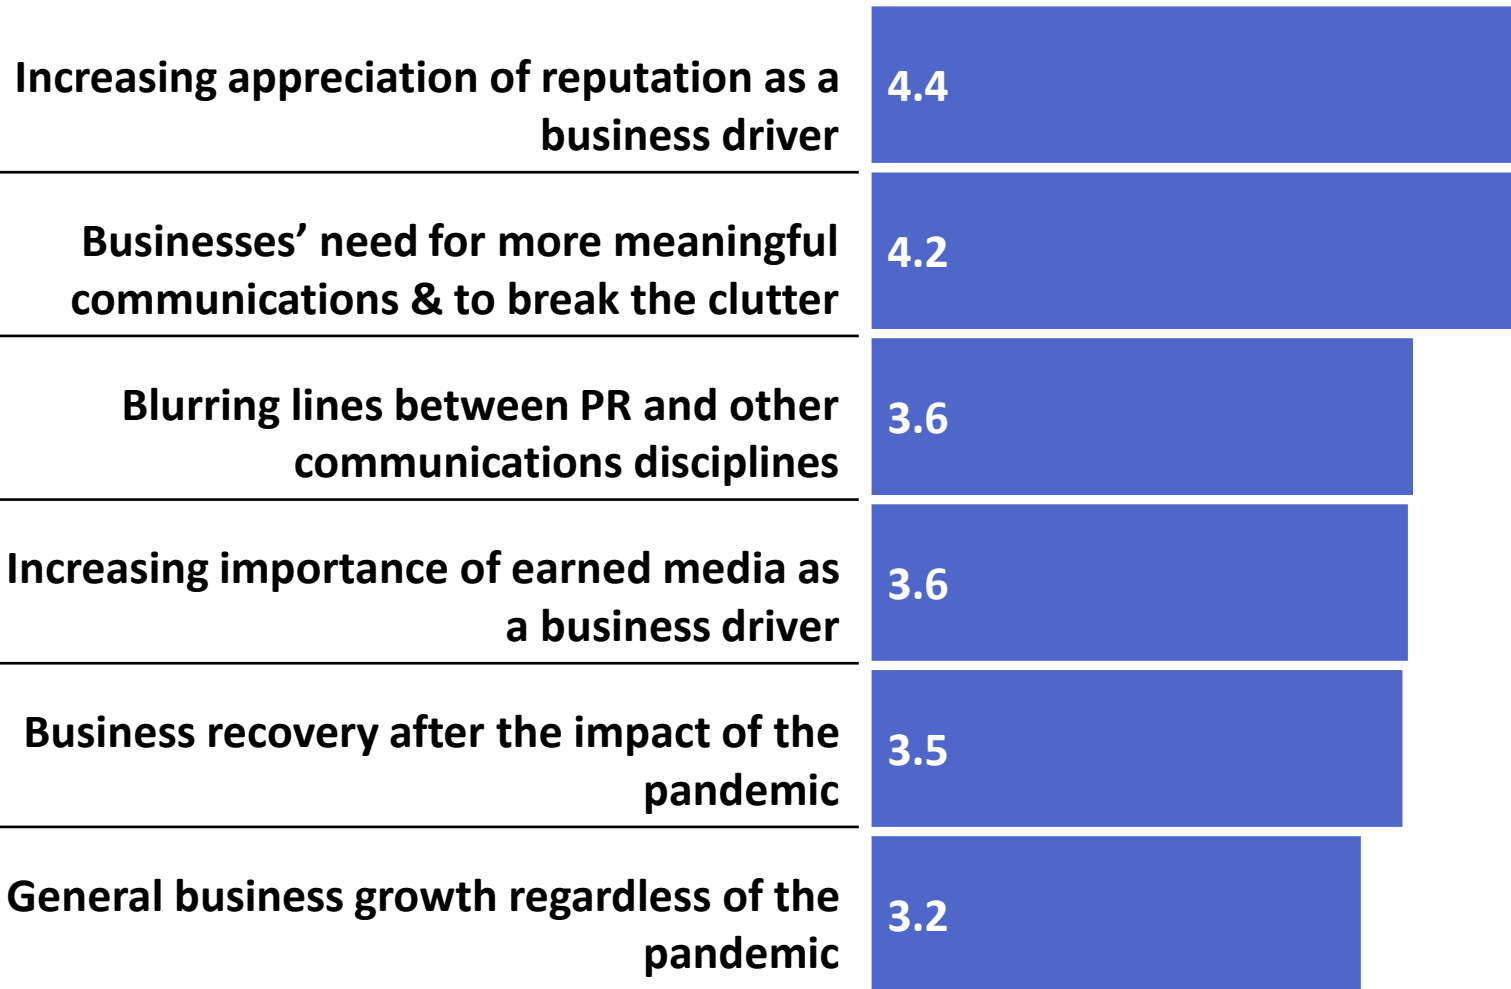 Increasing appreciation of reputation as a
business driver
4.4
Businesses’ need for more meaningful
communications & to break the clutter
4.2
Blurring lines between PR and other
communications disciplines
3.6
Increasing importance of earned media as
a business driver
3.6
Business recovery after the impact of the
pandemic
3.5
General business growth regardless of the
pandemic
3.2